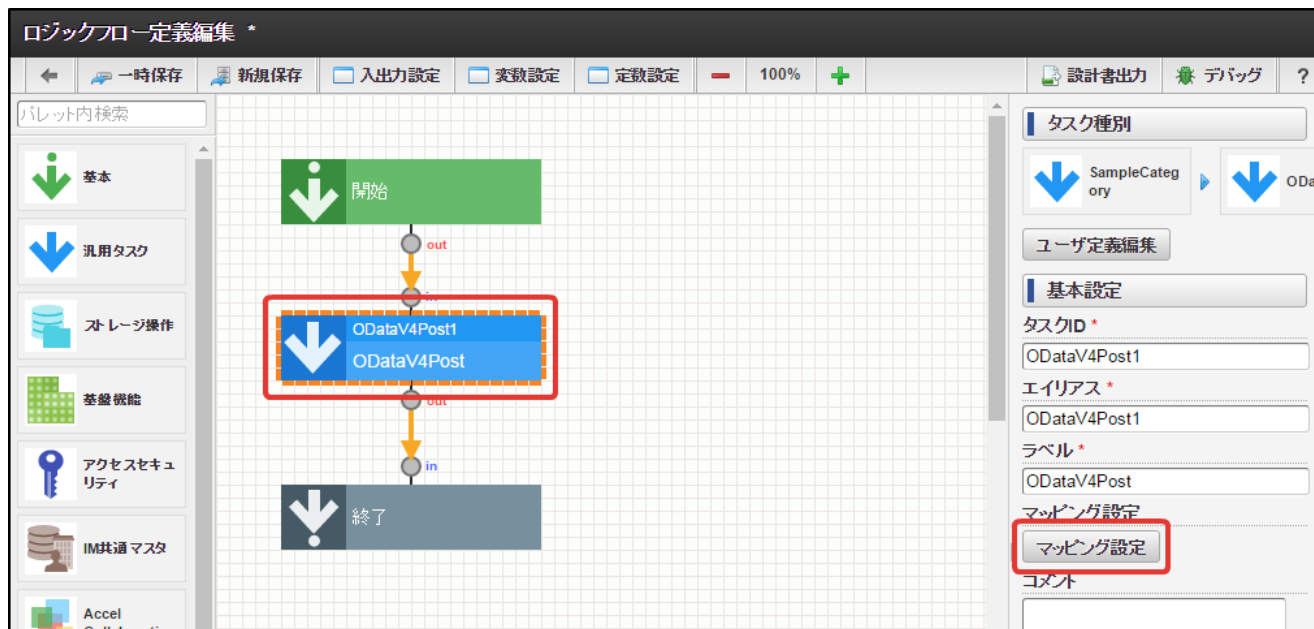 ロジックフロー定義編集 *
一時保存 新規保存 入出力設定 変数設定 定数設定 100% 設計書出力 デバッグ ?
パレット内検索
基本
汎用タスク
ストレージ操作
基盤機能
アクセスセキュ
リティ
IM共通マスタ
Accel
開始
out
in
ODataV4Post1
ODataV4Post
out
in
終了
タスク種別
SampleCateg
ory
OData
ユーザ定義編集
基本設定
タスクID *
ODataV4Post1
エイリアス *
ODataV4Post1
ラベル *
ODataV4Post
マッピング設定
マッピング設定
コメント